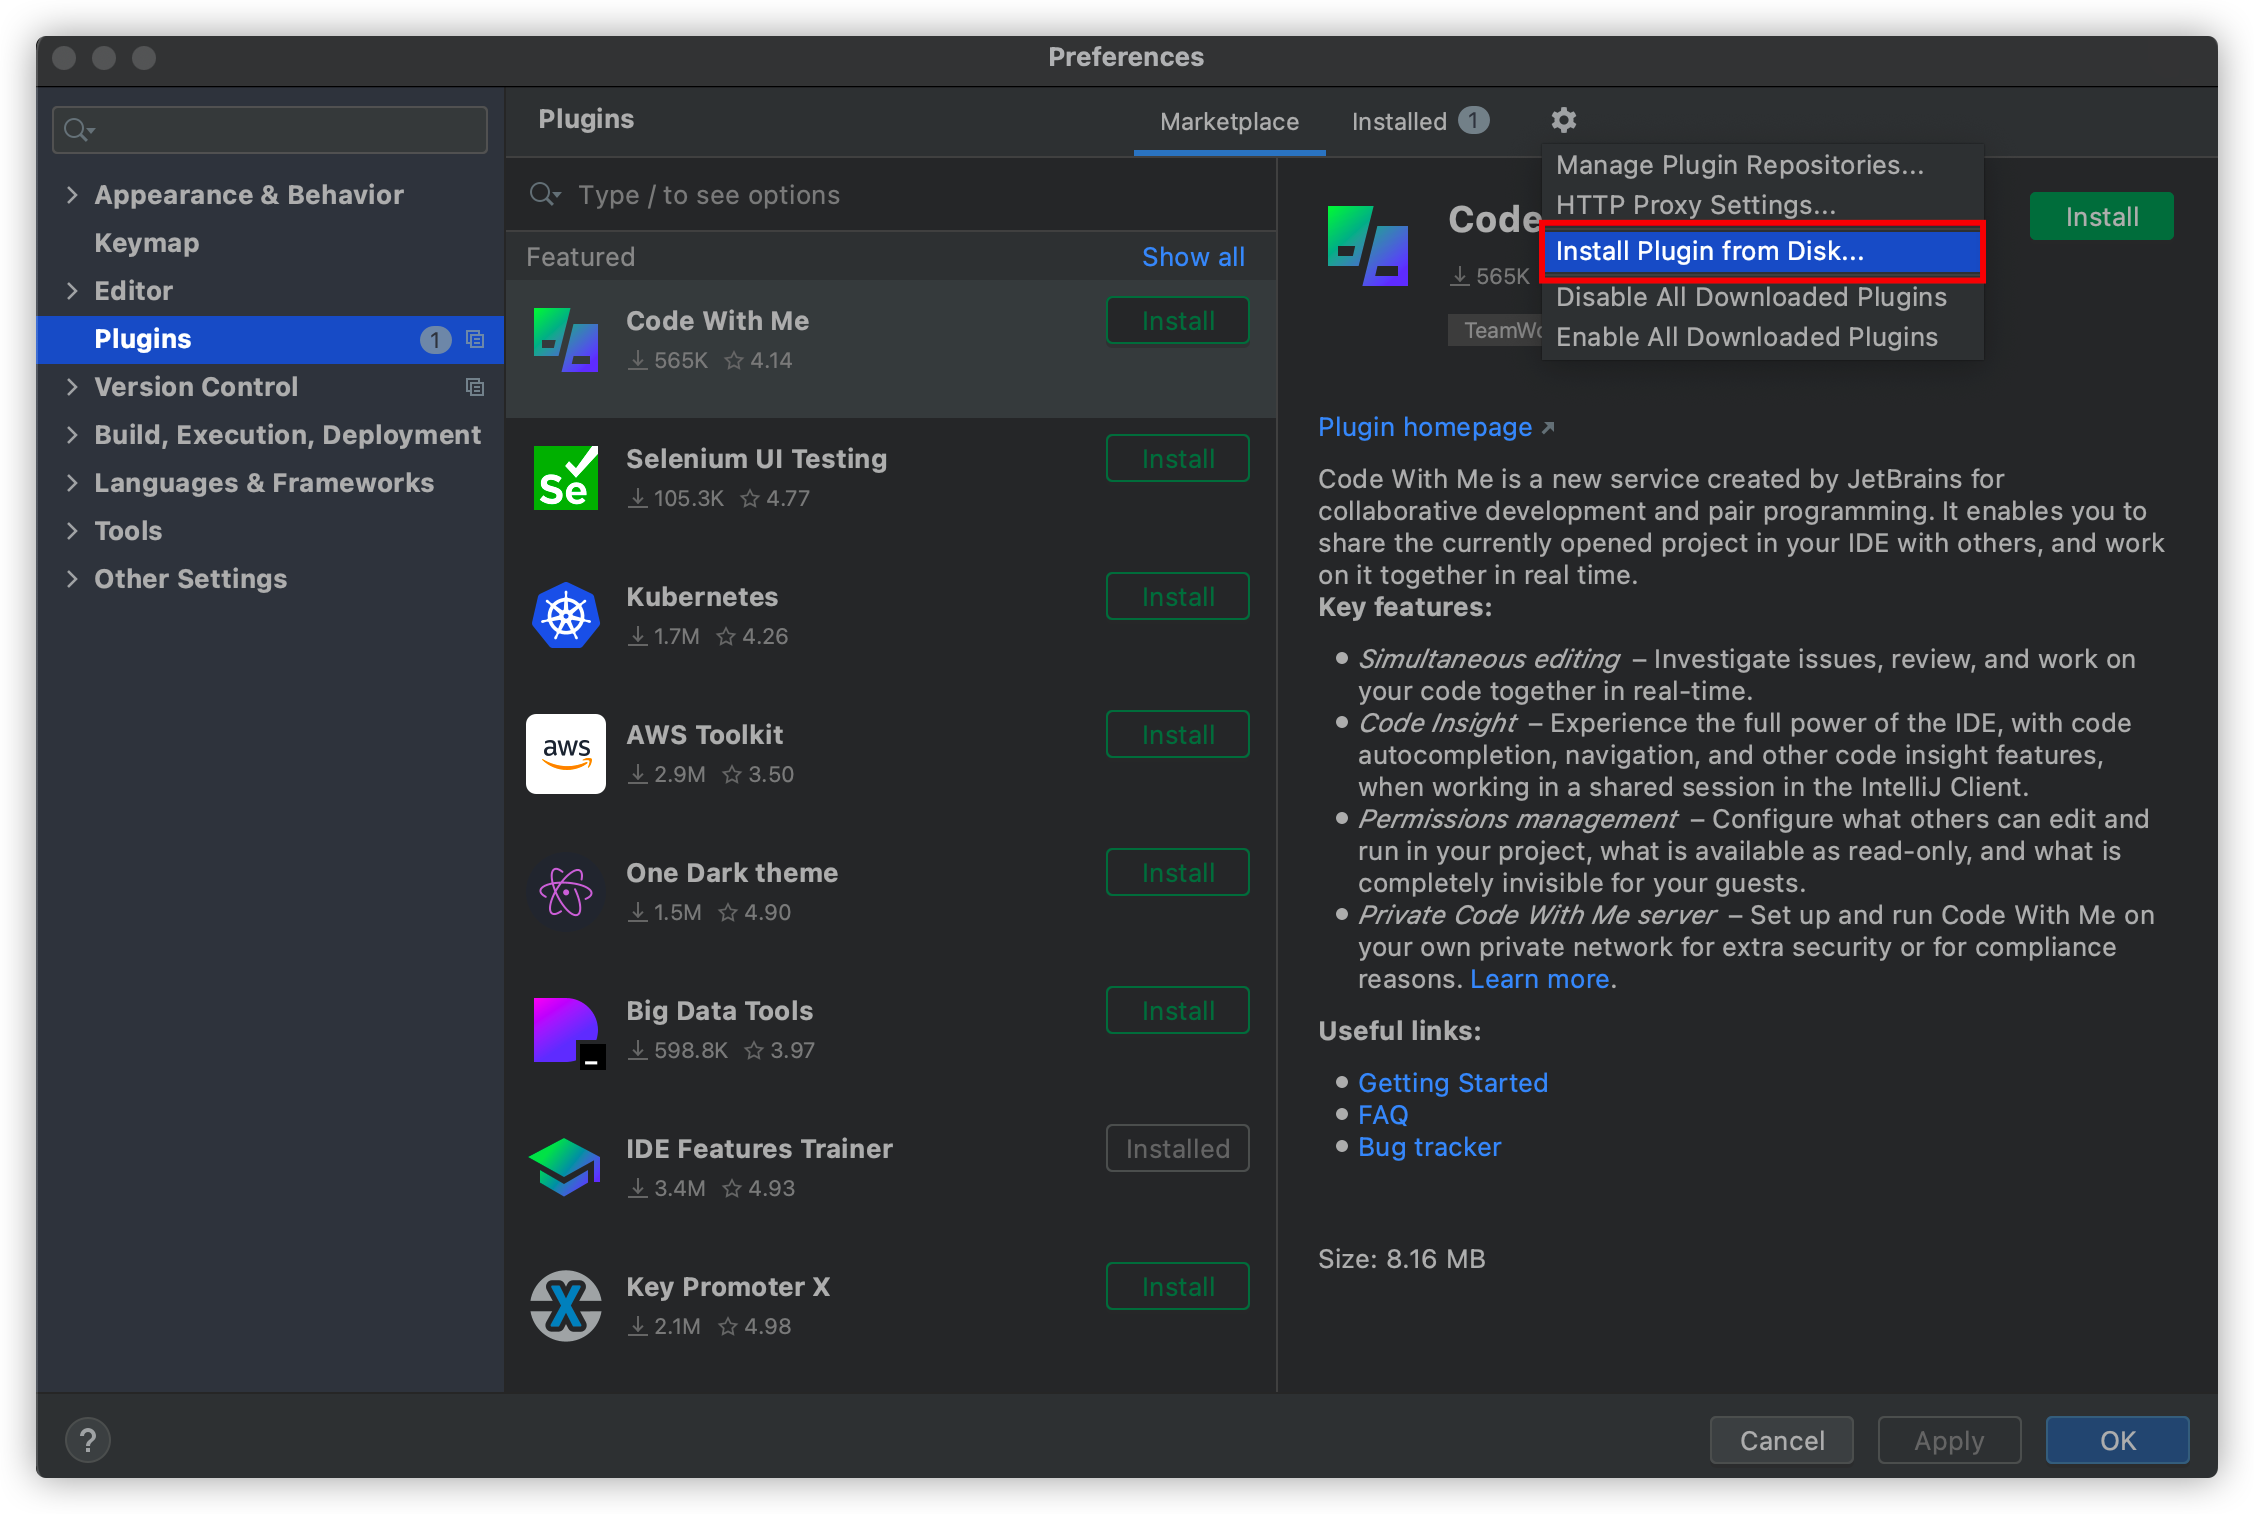 Preferences
Plugins
Marketplace
Installed 1
Appearance & Behavior
Keymap
Editor
Plugins 1
Version Control
Build, Execution, Deployment
Languages & Frameworks
Tools
Other Settings
Type / to see options
Featured
Show all
Code With Me
Install
565K 4.14
Selenium UI Testing
Install
Se
105.3K 4.77
Kubernetes
Install
1.7M 4.26
AWS Toolkit
Install
aws
2.9M 3.50
One Dark theme
Install
1.5M 4.90
Big Data Tools
Install
598.8K 3.97
IDE Features Trainer
Installed
3.4M 4.93
Key Promoter X
Install
X
2.1M 4.98
Manage Plugin Repositories...
HTTP Proxy Settings...
Install Plugin from Disk...
Disable All Downloaded Plugins
Enable All Downloaded Plugins
Code
Install
565K
Plugin homepage
Code With Me is a new service created by JetBrains for
collaborative development and pair programming. It enables you to
share the currently opened project in your IDE with others, and work
on it together in real time.
Key features:
Simultaneous editing – Investigate issues, review, and work on
your code together in real-time.
Code Insight – Experience the full power of the IDE, with code
autocompletion, navigation, and other code insight features,
when working in a shared session in the IntelliJ Client.
Permissions management – Configure what others can edit and
run in your project, what is available as read-only, and what is
completely invisible for your guests.
Private Code With Me server – Set up and run Code With Me on
your own private network for extra security or for compliance
reasons. Learn more.
Useful links:
Getting Started
FAQ
Bug tracker
Size: 8.16 MB
?
Cancel
Apply
OK